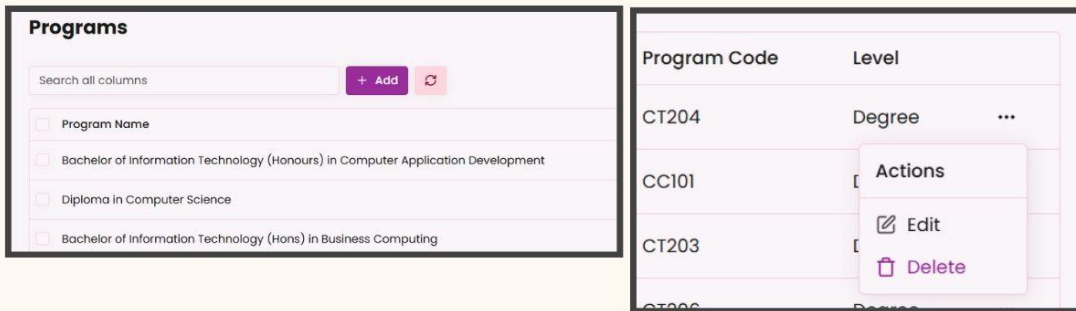 Programs
Search all columns
+ Add
Program Name
Bachelor of Information Technology (Honours) in Computer Application Development
Diploma in Computer Science
Bachelor of Information Technology (Hons) in Business Computing
Program Code Level
CT204 Degree ...
CC101
Actions
Edit
CT203
Delete